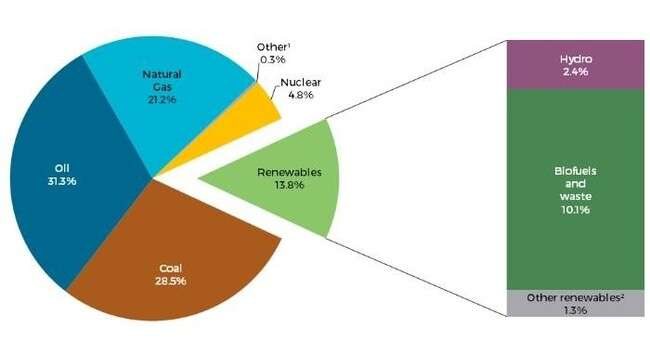 Other¹
0.3%
Natural
Gas
21.2%
Nuclear
4.8%
Oil
31.3%
Renewables
13.8%
Coal
28.5%
Hydro
2.4%
Biofuels
and
waste
10.1%
Other renewables²
1.3%